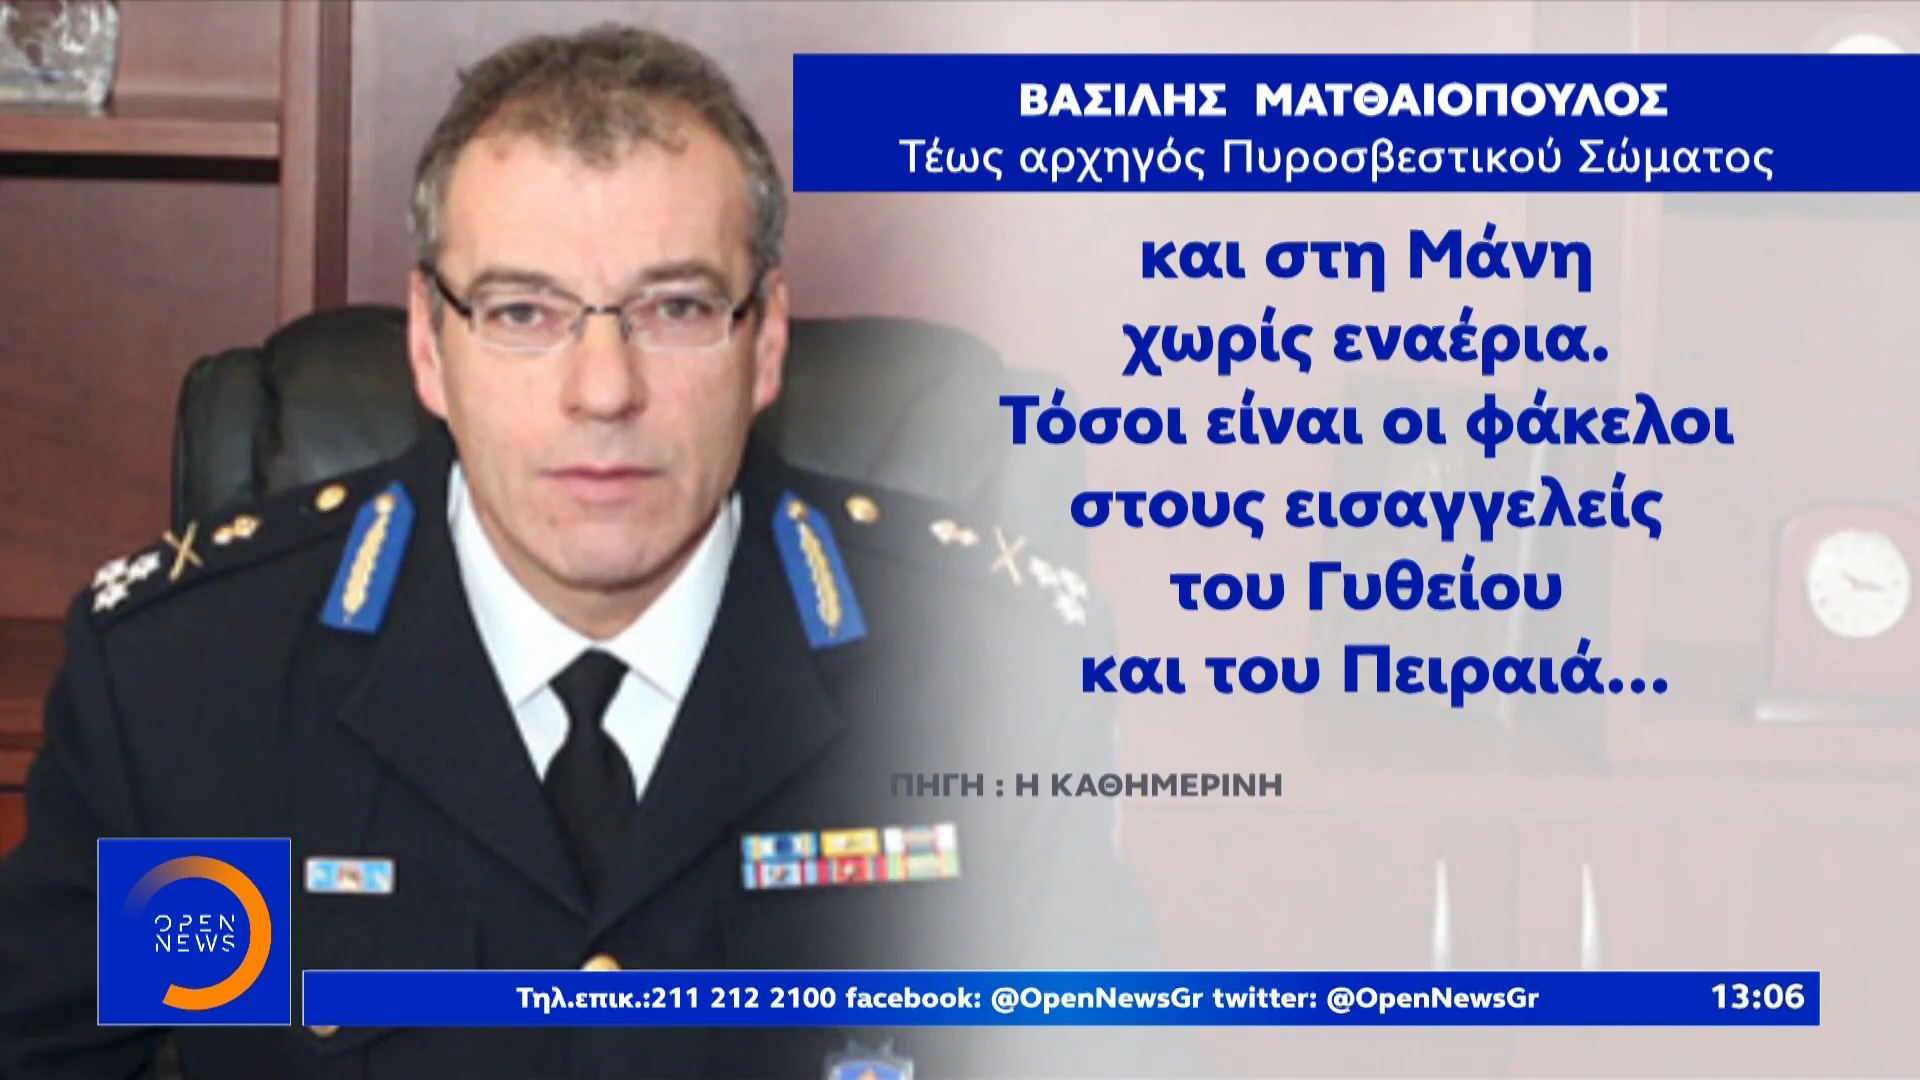 ΒΑΣΙΛΗΣ ΜΑΤΘΑΙΟΠΟΥΛΟΣ
Τέως αρχηγός Πυροσβεστικού Σώματος
και στη Μάνη
χωρίς εναέρια.
Τόσοι είναι οι φάκελοι
στους εισαγγελείς
του Γυθείου
και του Πειραιά...
ΠΗΓΗ : Η ΚΑΘΗΜΕΡΙΝΗ
OPEN
NEWS
Τηλ.επικ.:211 212 2100 facebook: @OpenNewsGr twitter: @OpenNewsGr
13:06